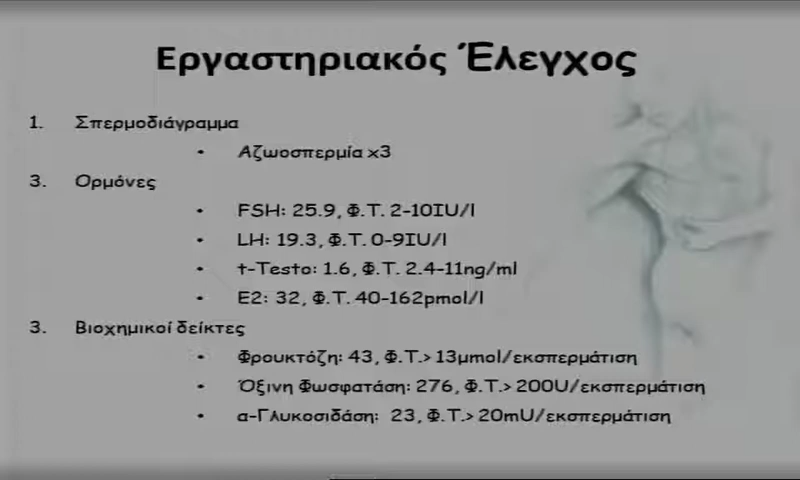 Εργαστηριακός Έλεγχος
1. Σπερμοδιάγραμμα
• Αζωοσπερμία x3
3. Ορμόνες
• FSH: 25.9, Φ.Τ. 2-10IU/l
• LH: 19.3, Φ.Τ. 0-9IU/l
• t-Testo: 1.6, Φ.Τ. 2.4-11ng/ml
• E2: 32, Φ.Τ. 40-162pmol/l
3. Βιοχημικοί δείκτες
• Φρουκτόζη: 43, Φ.Τ.> 13μmol/εκσπερμάτιση
• Όξινη Φωσφατάση: 276, Φ.Τ.> 200U/εκσπερμάτιση
• α-Γλυκοσιδάση: 23, Φ.Τ.> 20mU/εκσπερμάτιση